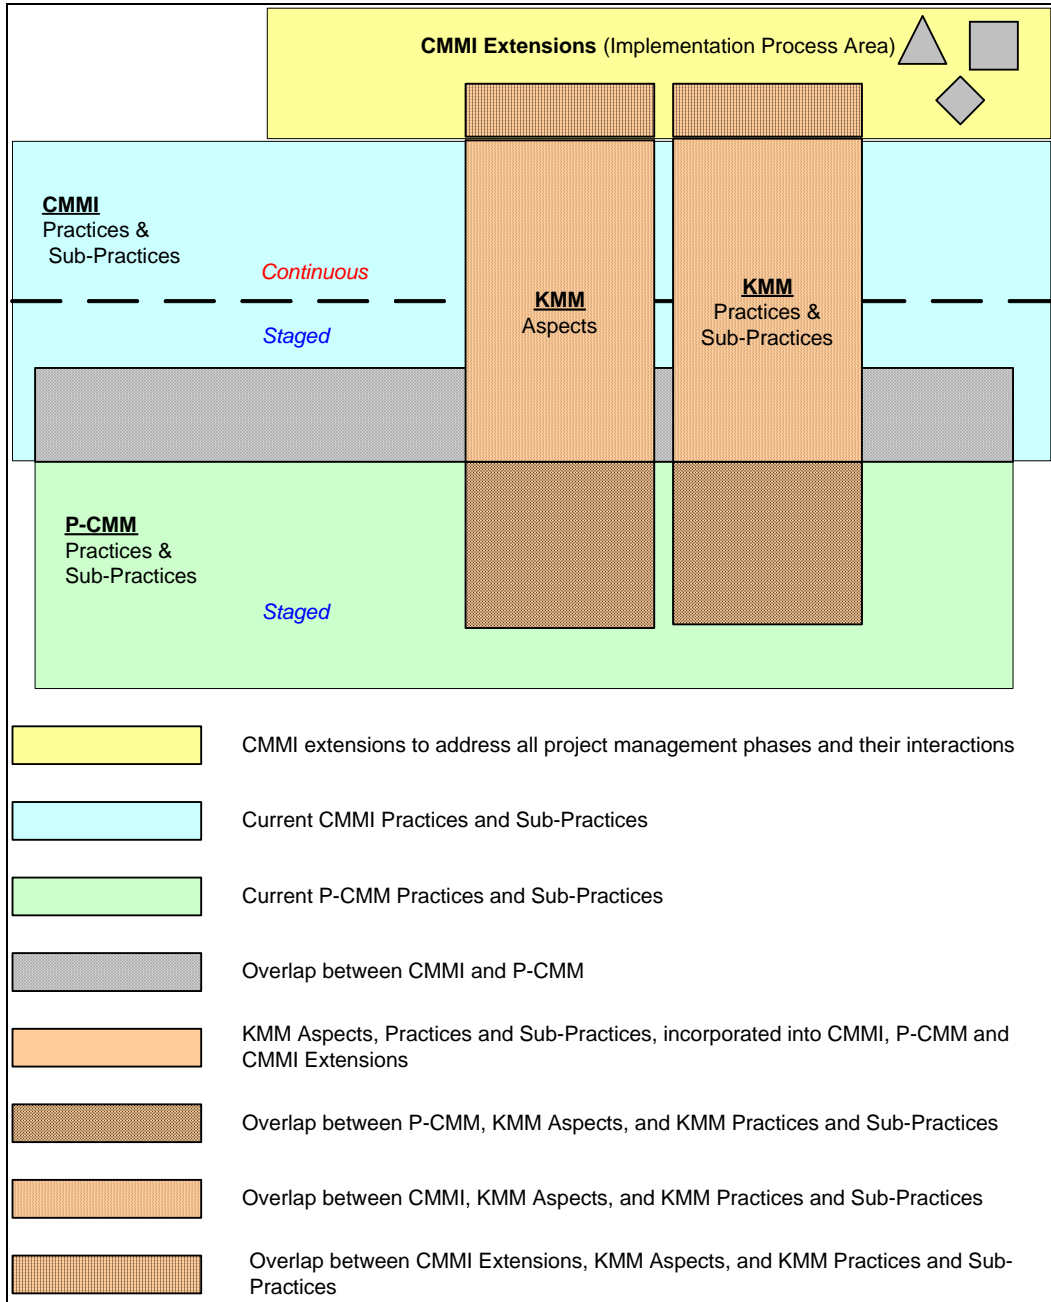 CMMI Extensions (Implementation Process Area)
CMMI
Practices &
Sub-Practices
Continuous
Staged
KMM
Aspects
KMM
Practices &
Sub-Practices
P-CMM
Practices &
Sub-Practices
Staged
CMMI extensions to address all project management phases and their interactions
Current CMMI Practices and Sub-Practices
Current P-CMM Practices and Sub-Practices
Overlap between CMMI and P-CMM
KMM Aspects, Practices and Sub-Practices, incorporated into CMMI, P-CMM and
CMMI Extensions
Overlap between P-CMM, KMM Aspects, and KMM Practices and Sub-Practices
Overlap between CMMI, KMM Aspects, and KMM Practices and Sub-Practices
Overlap between CMMI Extensions, KMM Aspects, and KMM Practices and Sub-
Practices